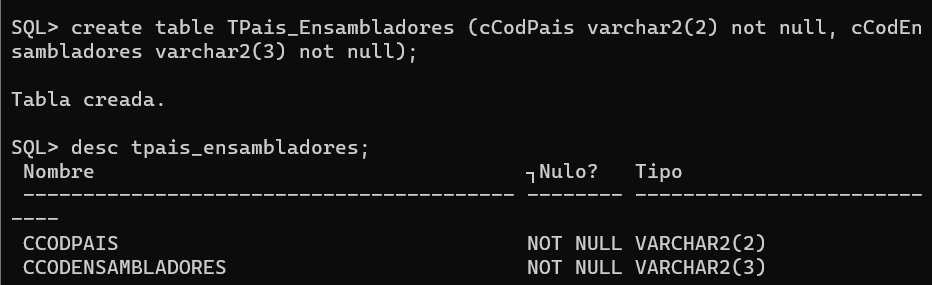 SQL> create table TPais_Ensambladores (cCodPais varchar2(2) not null, cCodEn
sambladores varchar2(3) not null);
Tabla creada.
SQL> desc tpais_ensambladores;
Nombre ┐Nulo? Tipo
----------------------------------------- -------- ------------------------
----
CCODPAIS NOT NULL VARCHAR2(2)
CCODENSAMBLADORES NOT NULL VARCHAR2(3)